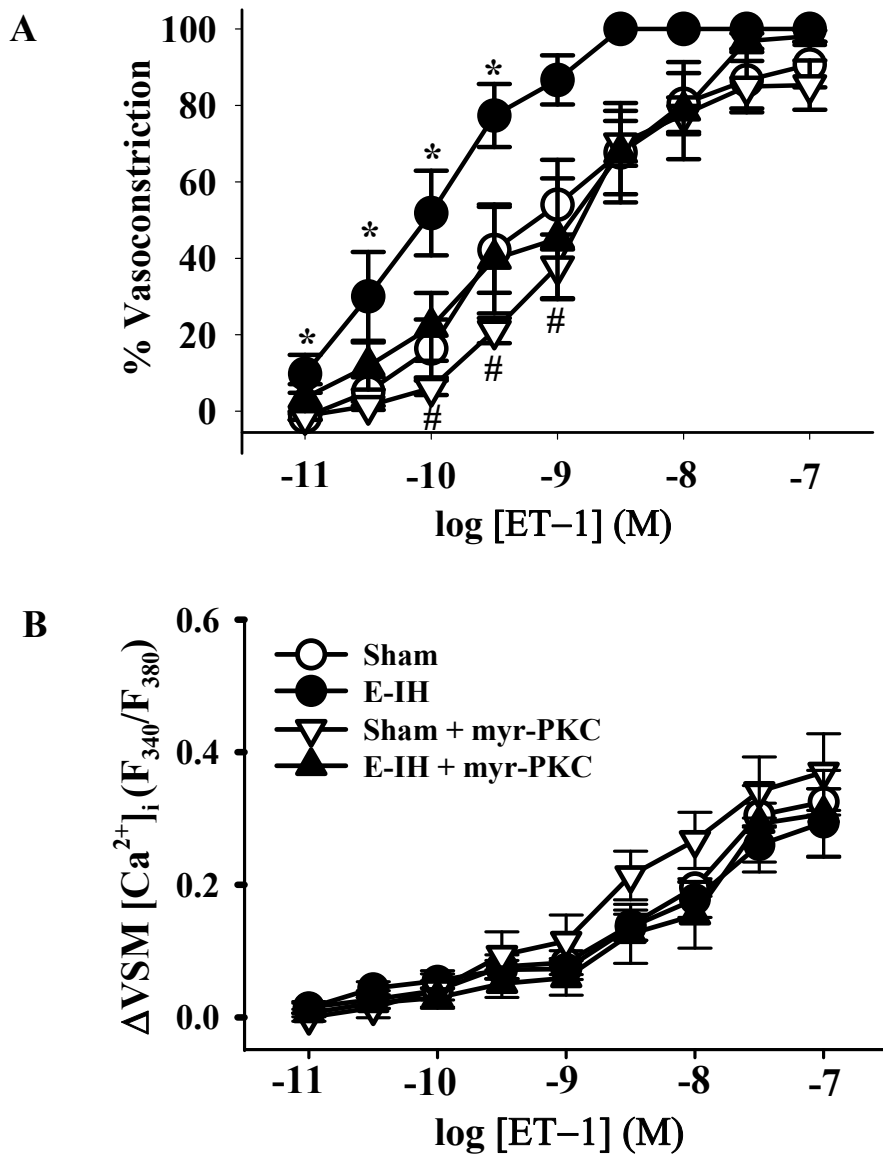 A
% Vasoconstriction
100
80
60
40
20
0
*
*
*
*
#
#
#
-11
-10
-9
-8
-7
log [ET−1] (M)
B
ΔVSM [Ca²⁺]ᵢ (F₃₄₀/F₃₈₀)
0.6
0.4
0.2
0.0
Sham
E-IH
Sham + myr-PKC
E-IH + myr-PKC
-11
-10
-9
-8
-7
log [ET−1] (M)